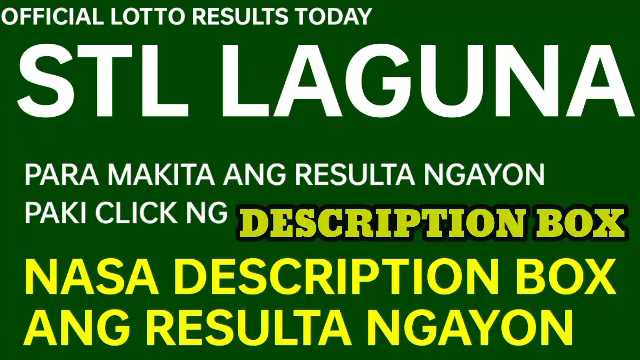 OFFICIAL LOTTO RESULTS TODAY
STL LAGUNA
PARA MAKITA ANG RESULTA NGAYON
PAKI CLICK NG DESCRIPTION BOX
NASA DESCRIPTION BOX
ANG RESULTA NGAYON